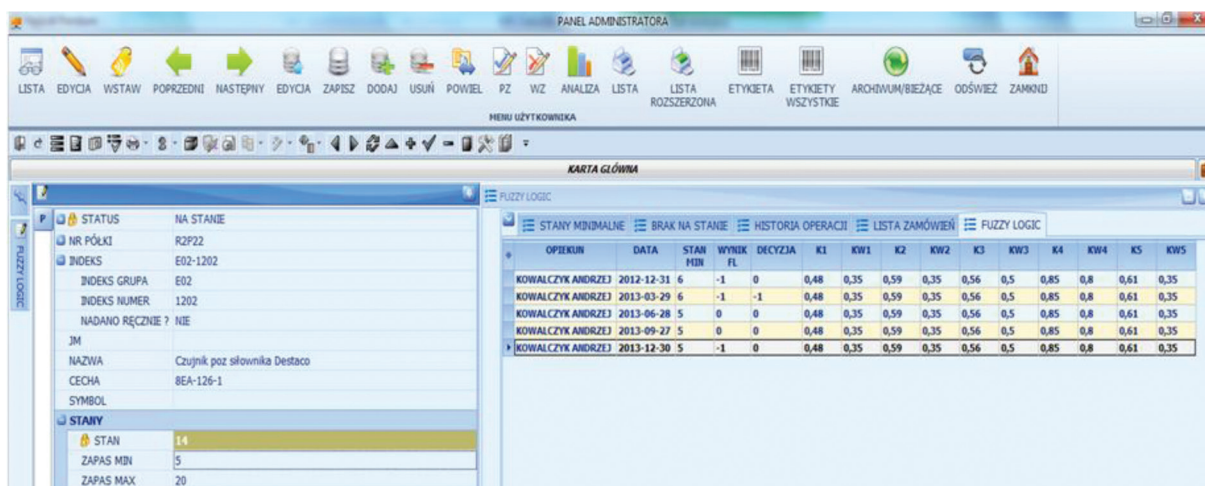 PANEL ADMINISTRATORA
LISTA EDYCJA WSTAW POPRZEDNI NASTĘPNY EDYCJA ZAPISZ DODAJ USUŃ POWIEL PZ WZ ANALIZA LISTA LISTA ROZSZERZONA ETYKIETA ETYKIETY WSZYSTKIE ARCHIWUM/BIEŻĄCE ODŚWIEŻ ZAMKNIJ
MENU UŻYTKOWNIKA
KARTA GŁÓWNA
FUZZY LOGIC
FUZZY LOGIC
P STATUS NA STANIE
NR PÓŁKI R2P22
INDEKS E02-1202
INDEKS GRUPA E02
INDEKS NUMER 1202
NADANO RĘCZNIE ? NIE
JM
NAZWA Czujnik poz siłownika Destaco
CECHA 8EA-126-1
SYMBOL
STANY
STAN 14
ZAPAS MIN 5
ZAPAS MAX 20
STANY MINIMALNE BRAK NA STANIE HISTORIA OPERACJI LISTA ZAMÓWIEŃ FUZZY LOGIC
OPIEKUN DATA STAN MIN WYNIK FL DECYZJA K1 KW1 K2 KW2 K3 KW3 K4 KW4 K5 KW5
KOWALCZYK ANDRZEJ 2012-12-31 6 -1 0 0,48 0,35 0,59 0,35 0,56 0,5 0,85 0,8 0,61 0,35
KOWALCZYK ANDRZEJ 2013-03-29 6 -1 -1 0,48 0,35 0,59 0,35 0,56 0,5 0,85 0,8 0,61 0,35
KOWALCZYK ANDRZEJ 2013-06-28 5 0 0 0,48 0,35 0,59 0,35 0,56 0,5 0,85 0,8 0,61 0,35
KOWALCZYK ANDRZEJ 2013-09-27 5 0 0 0,48 0,35 0,59 0,35 0,56 0,5 0,85 0,8 0,61 0,35
KOWALCZYK ANDRZEJ 2013-12-30 5 -1 0 0,48 0,35 0,59 0,35 0,56 0,5 0,85 0,8 0,61 0,35